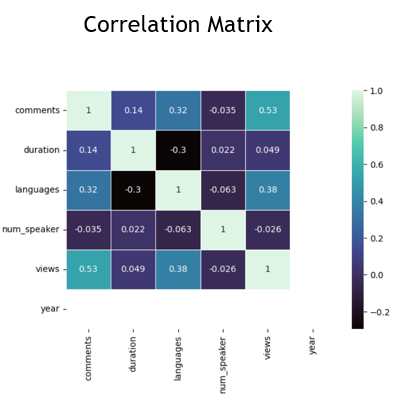 Correlation Matrix
comments 1 0.14 0.32 -0.035 0.53
duration 0.14 1 -0.3 0.022 0.049
languages 0.32 -0.3 1 -0.063 0.38
num_speaker -0.035 0.022 -0.063 1 -0.026
views 0.53 0.049 0.38 -0.026 1
year
comments duration languages num_speaker views year
1.0
0.8
0.6
0.4
0.2
0.0
−0.2